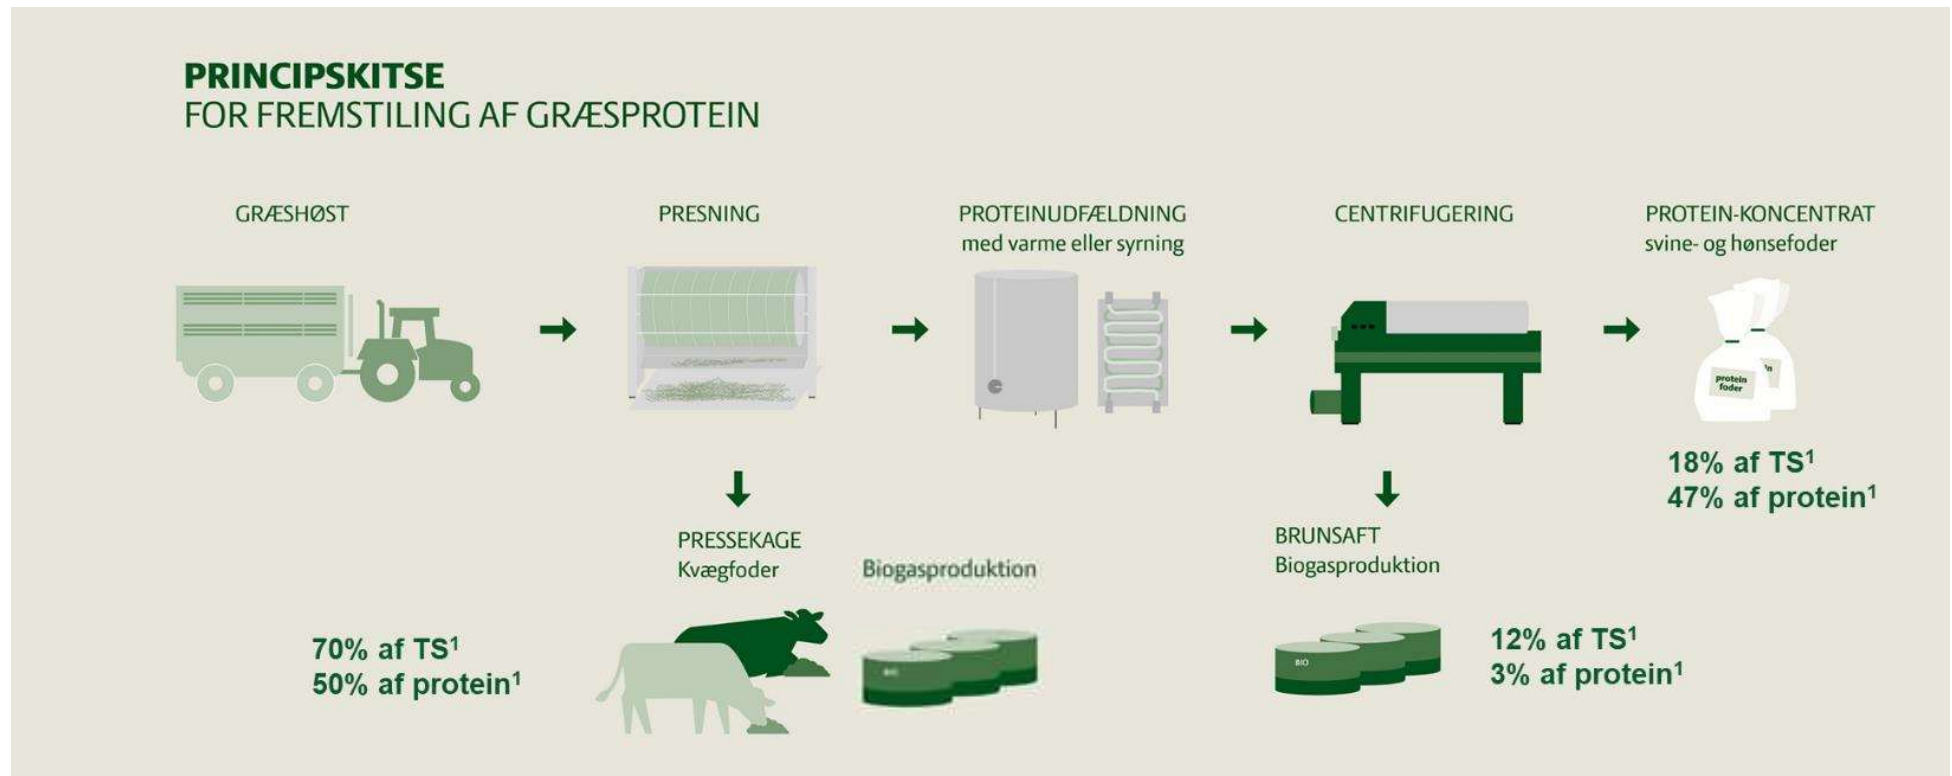 PRINCIPSKITSE
FOR FREMSTILING AF GRÆSPROTEIN
GRÆSHØST
PRESNING
PROTEINUDFÆLDNING
med varme eller syrning
CENTRIFUGERING
PROTEIN-KONCENTRAT
svine- og hønsefoder
protein
foder
in
18% af TS¹
47% af protein¹
PRESSEKAGE
Kvægfoder
Biogasproduktion
BRUNSAFT
Biogasproduktion
70% af TS¹
50% af protein¹
BIO
BIO
12% af TS¹
3% af protein¹